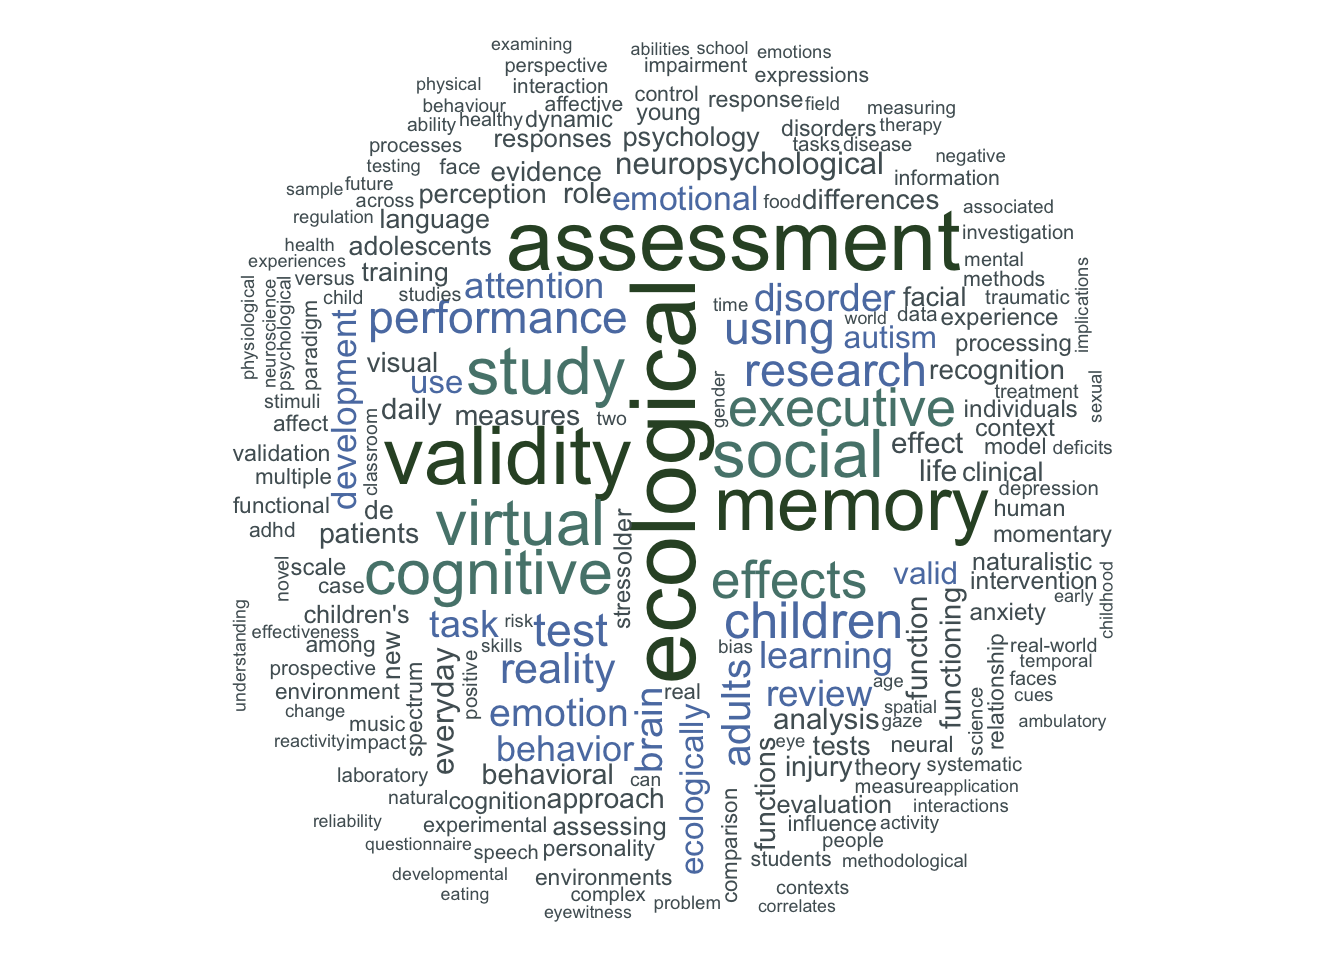 examining
abilities
school
emotions
perspective
impairment
expressions
physical
interaction
control
response
field
measuring
behaviour
affective
young
ability
healthy
dynamic
responses
psychology
disorders
therapy
processes
tasks
disease
testing
face
evidence
neuropsychological
negative
information
sample
future
across
perception
role
emotional
food
differences
associated
regulation
language
assessment
investigation
health
adolescents
experiences
mental
versus
training
methods
physiological
neuroscience
psychological
child
studies
attention
time
disorder
facial
traumatic
implications
paradigm
development
performance
ecological
using
world
data
experience
autism
processing
visual
study
research
recognition
stimuli
use
gender
treatment
sexual
affect
daily
measures
two
executive
individuals
context
validation
classroom
validity
social
effect
model
deficits
multiple
life
clinical
functional
de
memory
depression
human
adhd
patients
virtual
stress
older
momentary
novel
scale
case
cognitive
effects
valid
naturalistic
intervention
early
childhood
understanding
children's
effectiveness
among
new
task
risk
test
children
function
functioning
anxiety
prospective
everyday
skills
bias
learning
relationship
real-world
temporal
environment
spectrum
positive
reality
real
adults
review
age
faces
cues
change
music
emotion
brain
ecologically
analysis
spatial
gaze
science
ambulatory
reactivity
impact
behavior
functions
eye
tests
neural
laboratory
behavioral
can
injury
theory
systematic
natural
cognition
approach
comparison
measure
application
evaluation
interactions
reliability
experimental
assessing
influence
activity
questionnaire
speech
personality
people
students
methodological
developmental
environments
eating
complex
problem
contexts
eyewitness
correlates